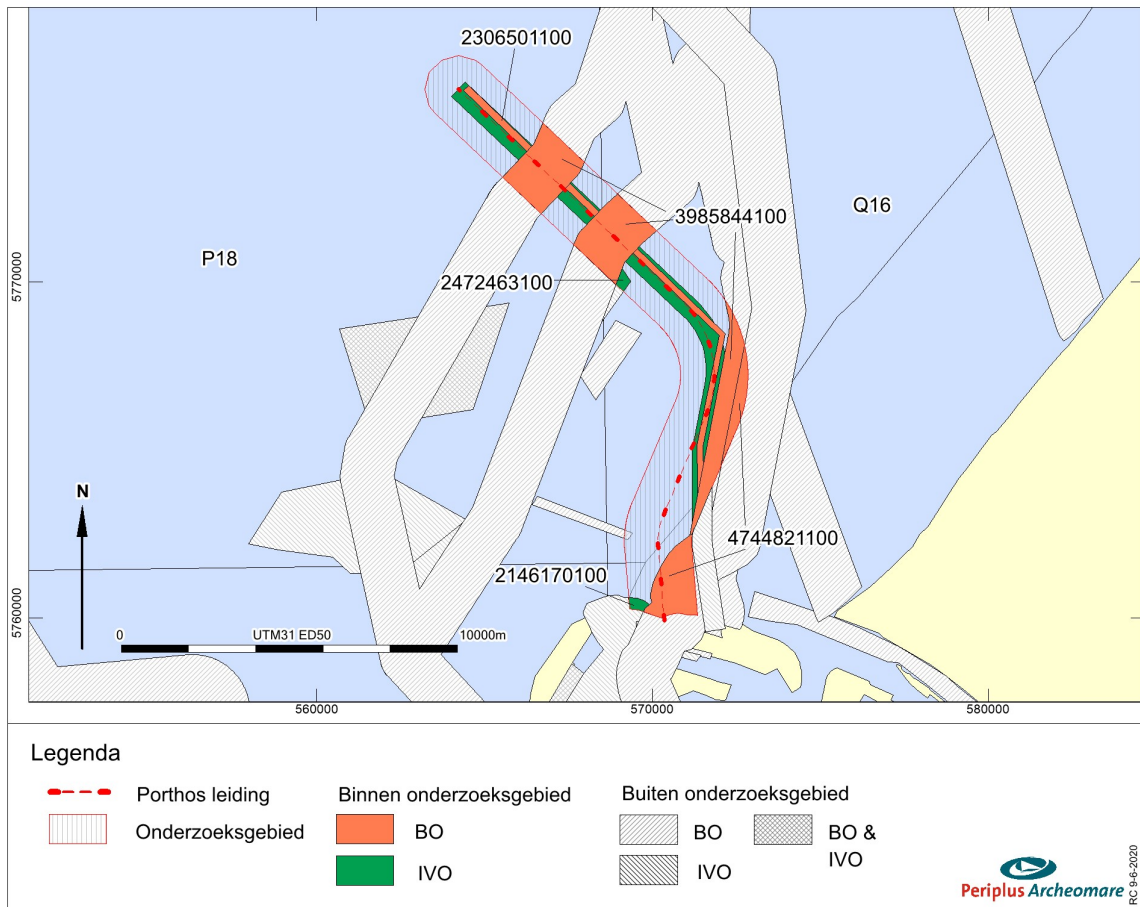 2306501100
3985844100
Q16
P18
2472463100
5770000
N
4744821100
2146170100
5760000
0 UTM31 ED50 10000m
560000 570000 580000
Legenda
Porthos leiding
Onderzoeksgebied
Binnen onderzoeksgebied
BO
IVO
Buiten onderzoeksgebied
BO
IVO
BO &
IVO
Periplus Archeomare
RC 9-6-2020